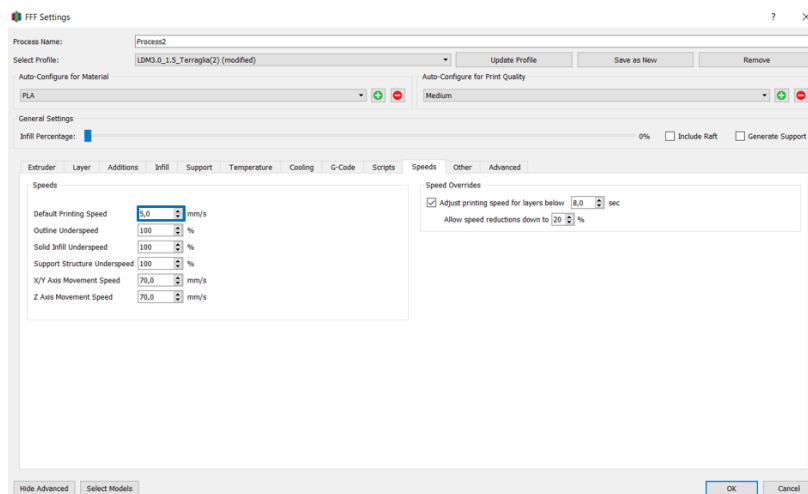 FFF Settings ? X
Process Name: Process2
Select Profile: LDM3.0_1.5_Terraglia(2) (modified) Update Profile Save as New Remove
Auto-Configure for Material Auto-Configure for Print Quality
PLA Medium
General Settings
Infill Percentage: 0% Include Raft Generate Support
Extruder Layer Additions Infill Support Temperature Cooling G-Code Scripts Speeds Other Advanced
Speeds Speed Overrides
Default Printing Speed 5,0 mm/s Adjust printing speed for layers below 8,0 sec
Outline Underspeed 100 % Allow speed reductions down to 20 %
Solid Infill Underspeed 100 %
Support Structure Underspeed 100 %
X/Y Axis Movement Speed 70,0 mm/s
Z Axis Movement Speed 70,0 mm/s
Hide Advanced Select Models OK Cancel